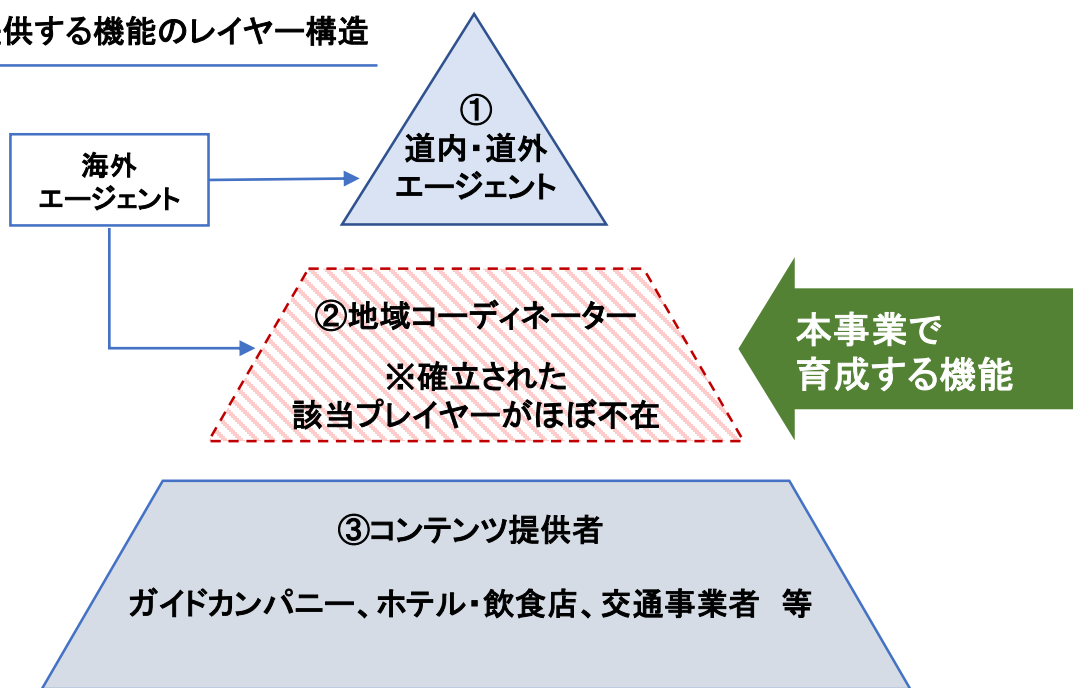 供する機能のレイヤー構造
①
道内・道外
エージェント
海外
エージェント
②地域コーディネーター
※確立された
該当プレイヤーがほぼ不在
本事業で
育成する機能
③コンテンツ提供者
ガイドカンパニー、ホテル・飲食店、交通事業者　等